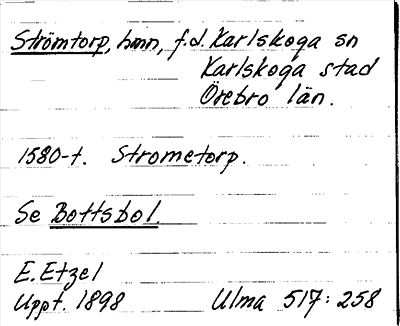 Strömtorp, hmn, f.d. Karlskoga sn
Karlskoga stad
Örebro län.
1580-t. Strometorp.
Se Bottsbol.
E. Etzel
Uppt. 1898 Ulma 517:258